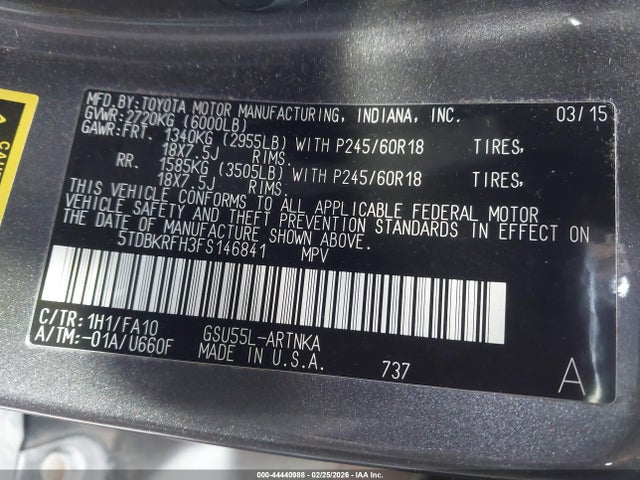 MFD.BY:TOYOTA MOTOR MANUFACTURING, INDIANA, INC. 03/15
GVWR:2720KG (6000LB)
GAWR:FRT. 1340KG (2955LB) WITH P245/60R18 TIRES,
18X7.5J RIMS.
RR. 1585KG (3505LB) WITH P245/60R18 TIRES,
18X7.5J RIMS.
THIS VEHICLE CONFORMS TO ALL APPLICABLE FEDERAL MOTOR
VEHICLE SAFETY AND THEFT PREVENTION STANDARDS IN EFFECT ON
THE DATE OF MANUFACTURE SHOWN ABOVE.
5TDBKRFH3FS146841 MPV
C/TR:1H1/FA10 GSU55L-ARTNKA
A/TM:-01A/U660F MADE IN U.S.A. 737 A
000-44440988 - 02/25/2026 - IAA Inc.